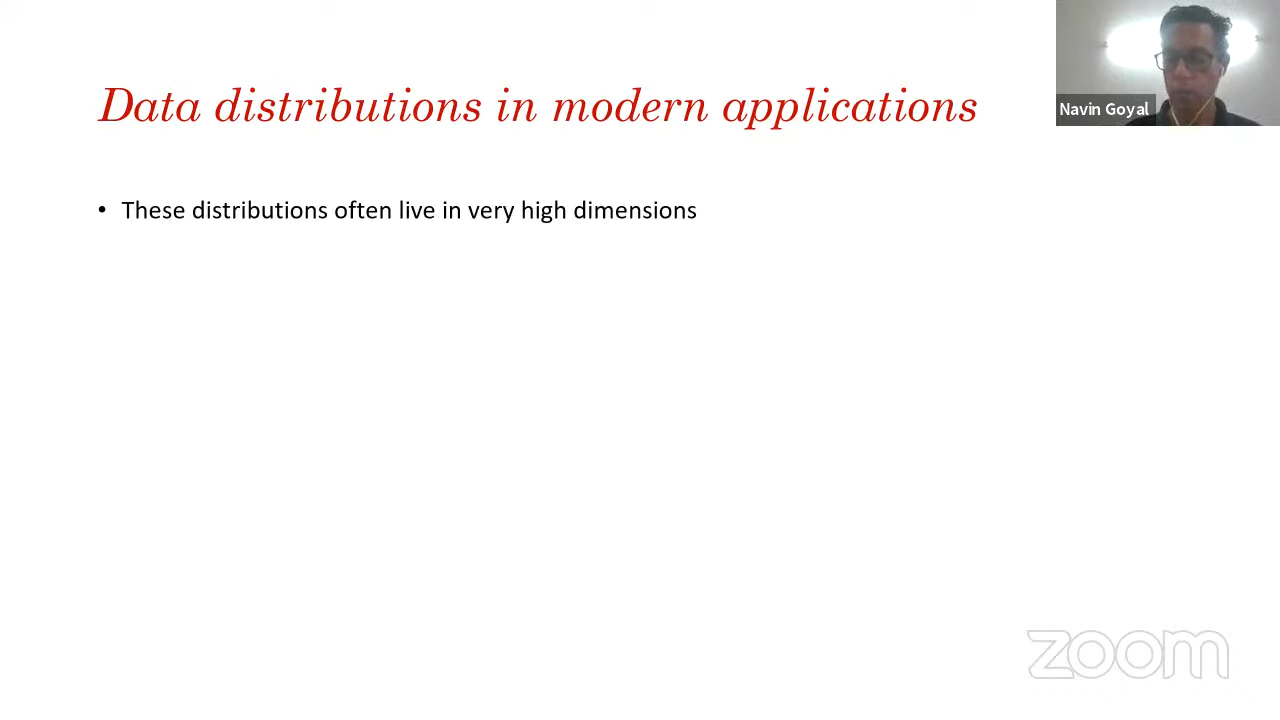 Data distributions in modern applications
Navin Goyal
• These distributions often live in very high dimensions
zoom